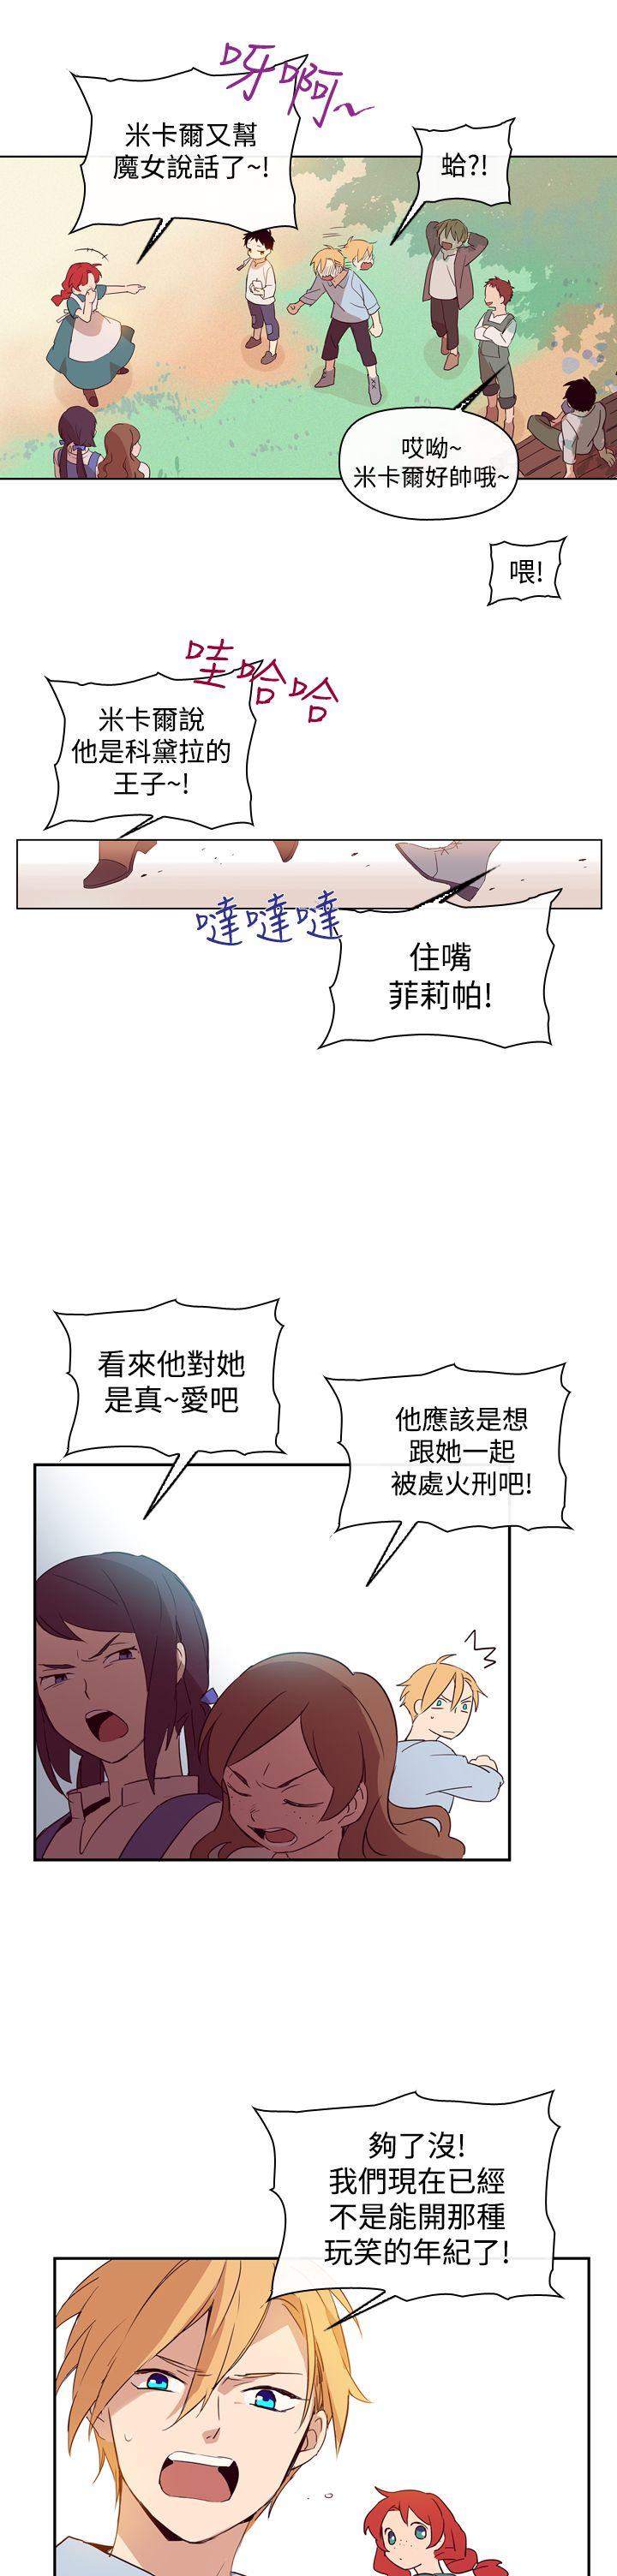 呀啊~
米卡爾又幫
魔女說話了~!
蛤?!
哎呦~
米卡爾好帥哦~
喂!
哇哈哈
米卡爾說
他是科黛拉的
王子~!
噠噠噠
住嘴
菲莉帕!
看來他對她
是真~愛吧
他應該是想
跟她一起
被處火刑吧!
夠了沒!
我們現在已經
不是能開那種
玩笑的年紀了!